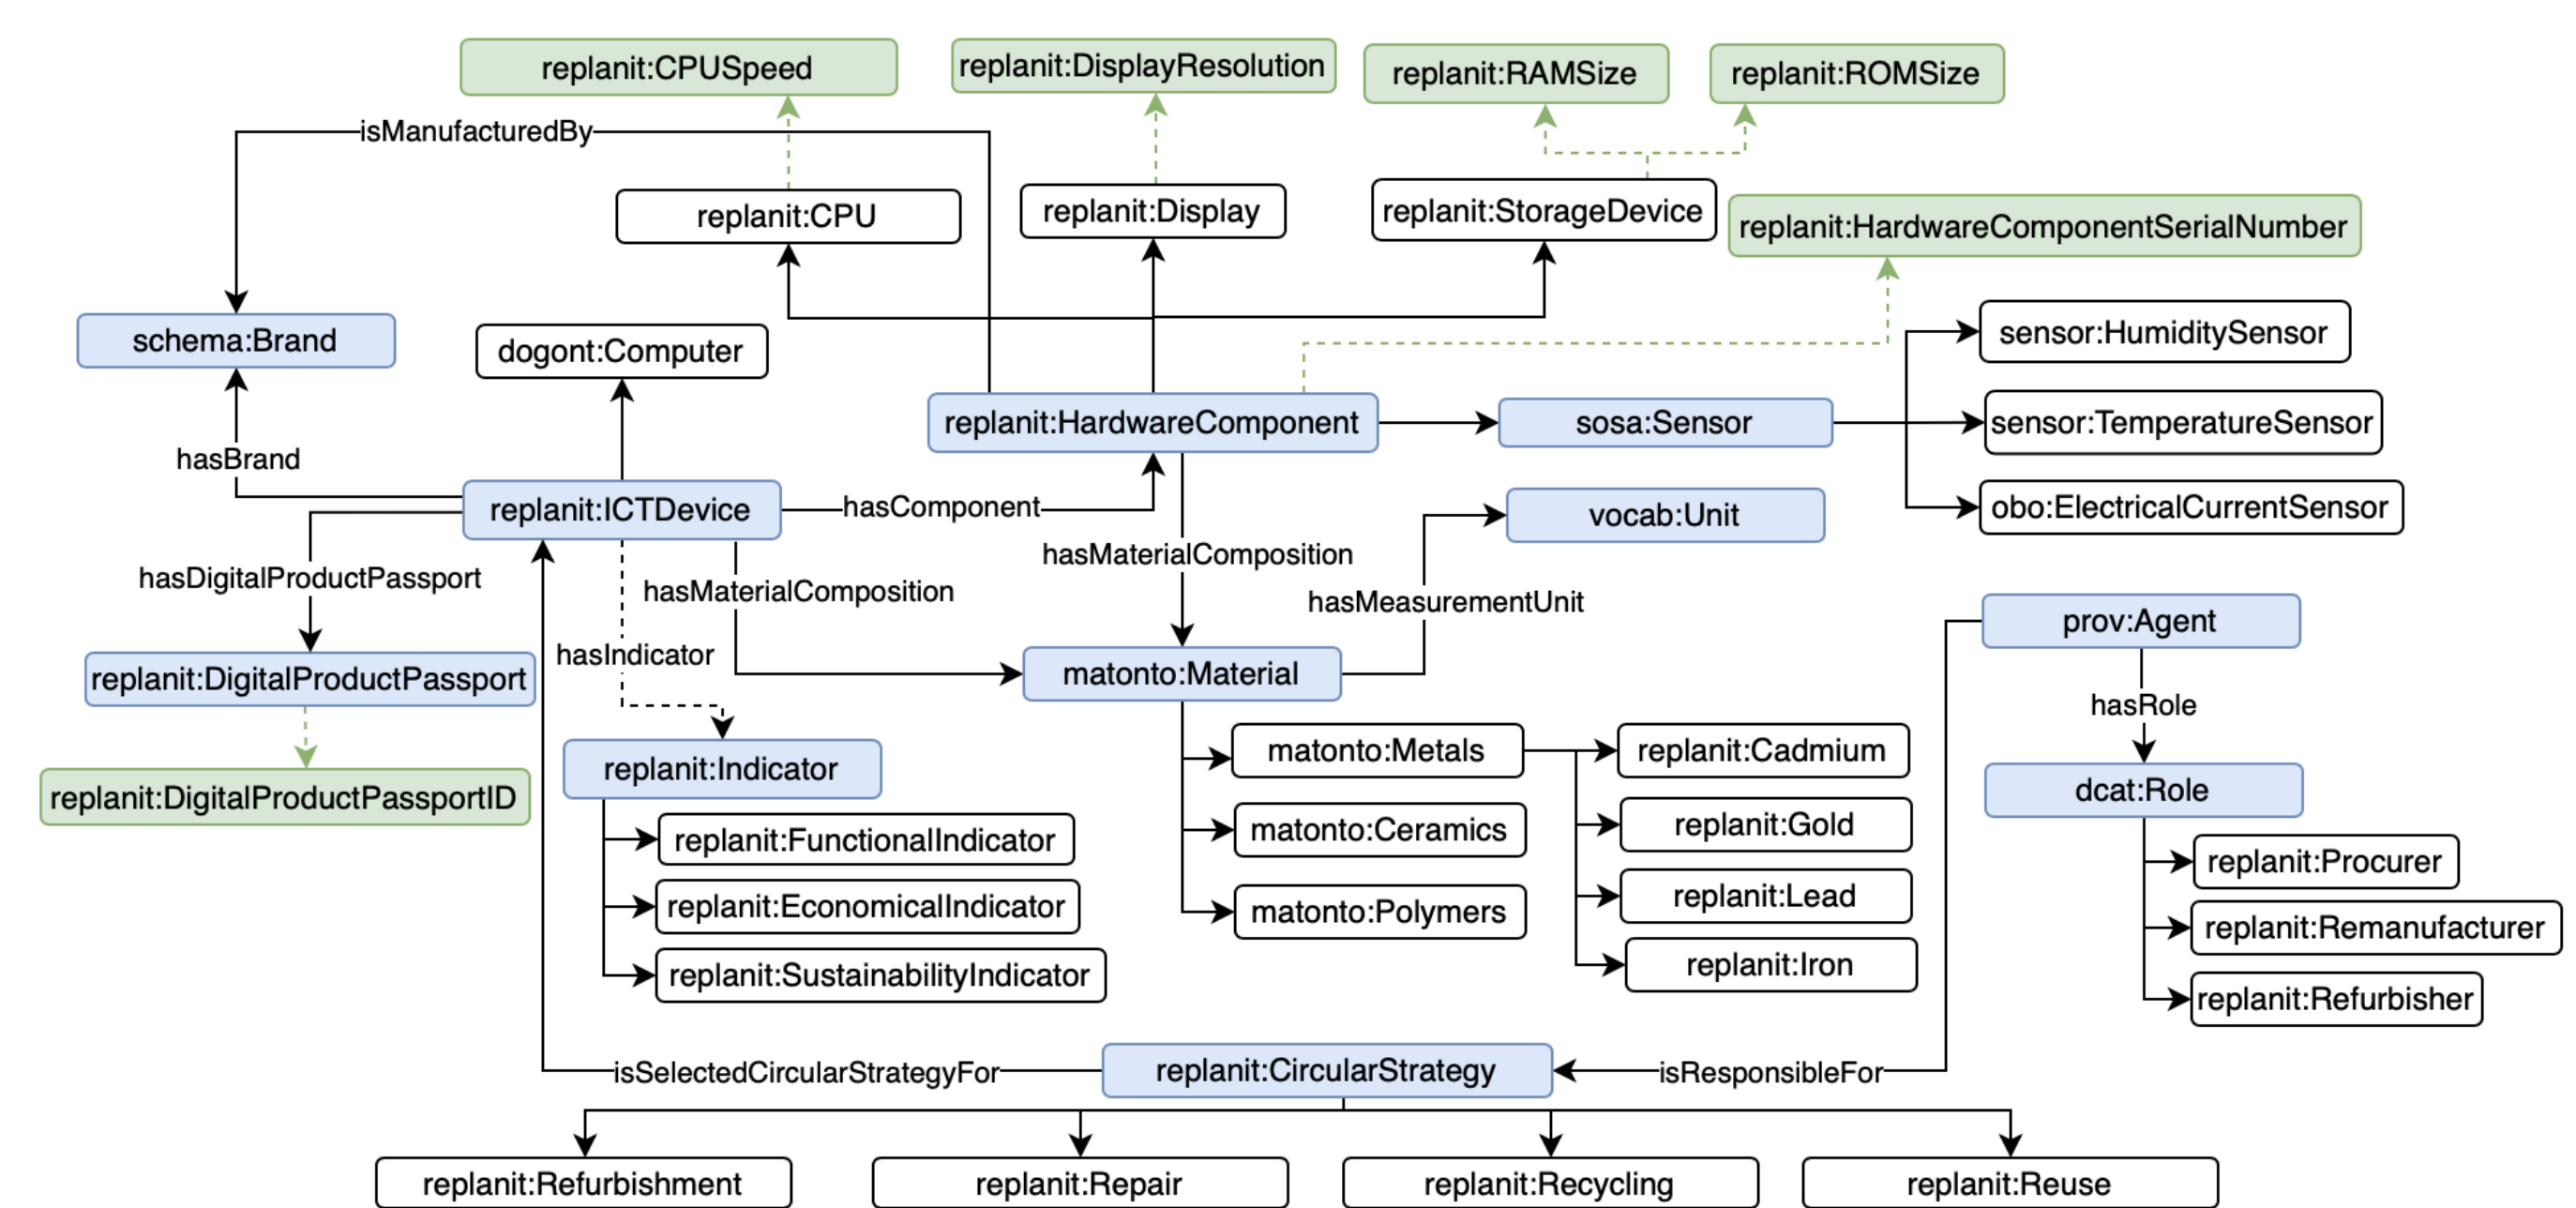 replanit:CPUSpeed
replanit:DisplayResolution
replanit:RAMSize
replanit:ROMSize
isManufacturedBy
replanit:CPU
replanit:Display
replanit:StorageDevice
replanit:HardwareComponentSerialNumber
schema:Brand
dogont:Computer
sensor:HumiditySensor
replanit:HardwareComponent
sosa:Sensor
sensor:TemperatureSensor
hasBrand
replanit:ICTDevice
hasComponent
vocab:Unit
obo:ElectricalCurrentSensor
hasMaterialComposition
hasDigitalProductPassport
hasMaterialComposition
hasMeasurementUnit
prov:Agent
hasIndicator
replanit:DigitalProductPassport
matonto:Material
hasRole
replanit:Indicator
matonto:Metals
replanit:Cadmium
dcat:Role
replanit:DigitalProductPassportID
replanit:FunctionalIndicator
matonto:Ceramics
replanit:Gold
replanit:Procurer
replanit:EconomicalIndicator
matonto:Polymers
replanit:Lead
replanit:Remanufacturer
replanit:SustainabilityIndicator
replanit:Iron
replanit:Refurbisher
isSelectedCircularStrategyFor
replanit:CircularStrategy
isResponsibleFor
replanit:Refurbishment
replanit:Repair
replanit:Recycling
replanit:Reuse